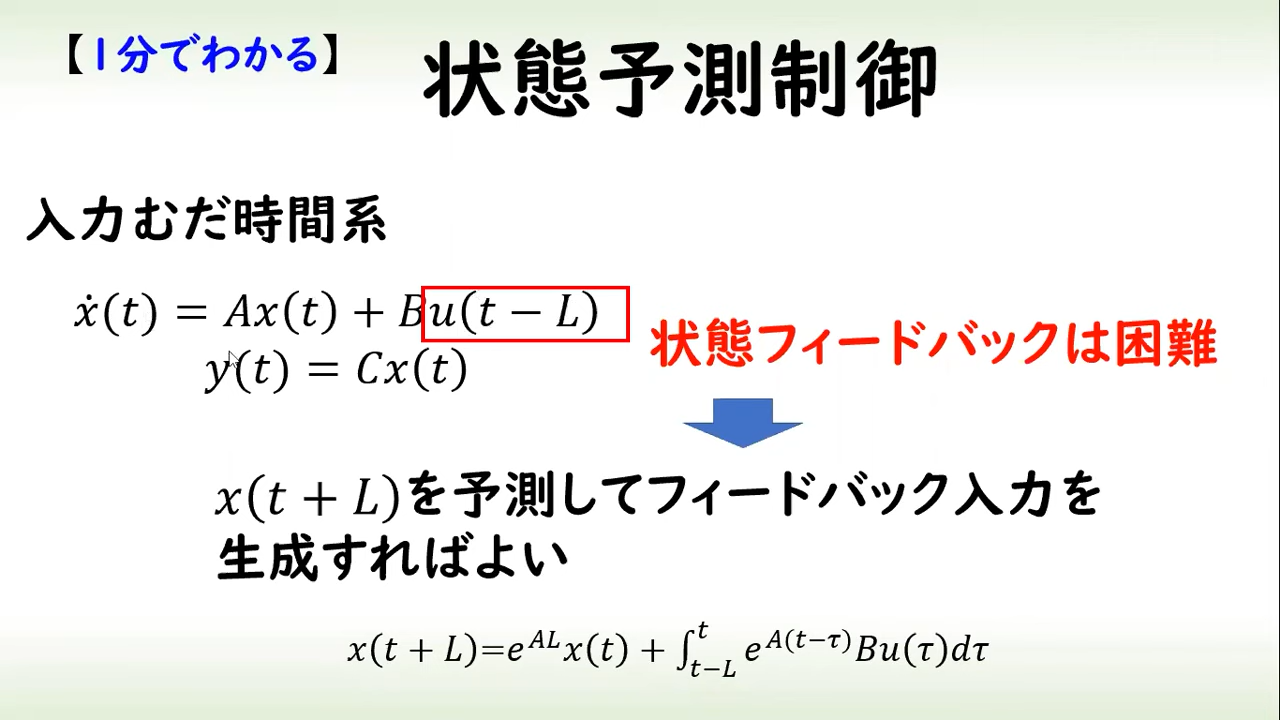 【1分でわかる】
状態予測制御
入力むだ時間系
ẋ(t) = Ax(t) + Bu(t − L)
y(t) = Cx(t)
状態フィードバックは困難
x(t + L)を予測してフィードバック入力を
生成すればよい
x(t + L)=e^{AL}x(t) + ∫_{t−L}^{t} e^{A(t−τ)}Bu(τ)dτ